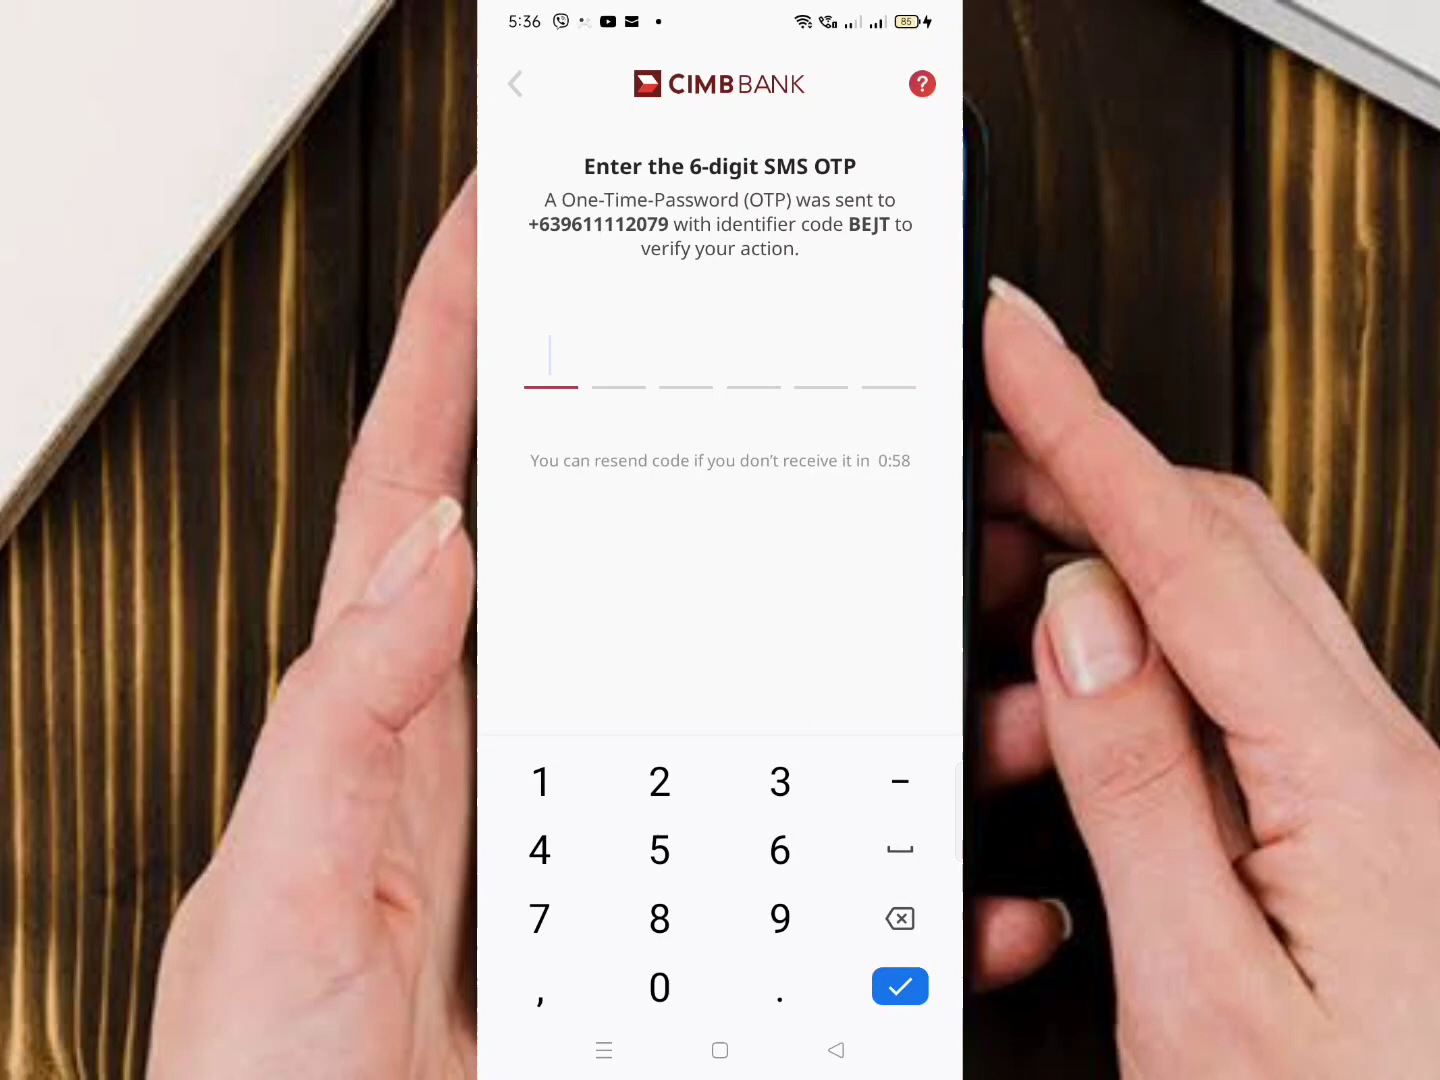 5:36
85
CIMB BANK
?
Enter the 6-digit SMS OTP
A One-Time-Password (OTP) was sent to
+639611112079 with identifier code BEJT to
verify your action.
You can resend code if you don't receive it in 0:58
1 2 3 -
4 5 6
7 8 9
, 0 .